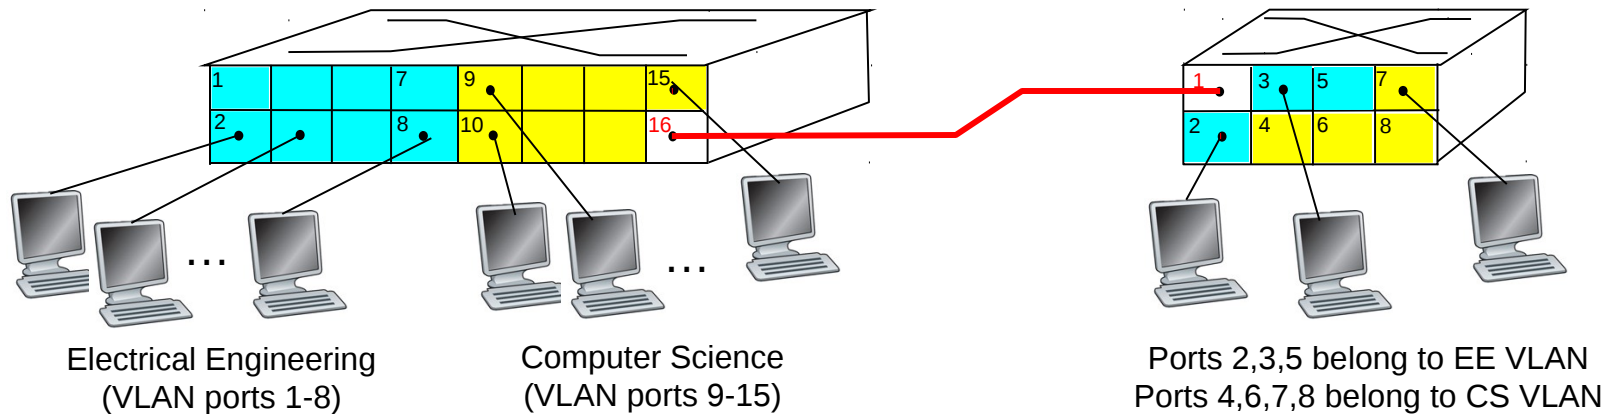 1 7 9 15
2 8 10 16
1 3 5 7
2 4 6 8
... ...
Electrical Engineering
(VLAN ports 1-8)
Computer Science
(VLAN ports 9-15)
Ports 2,3,5 belong to EE VLAN
Ports 4,6,7,8 belong to CS VLAN